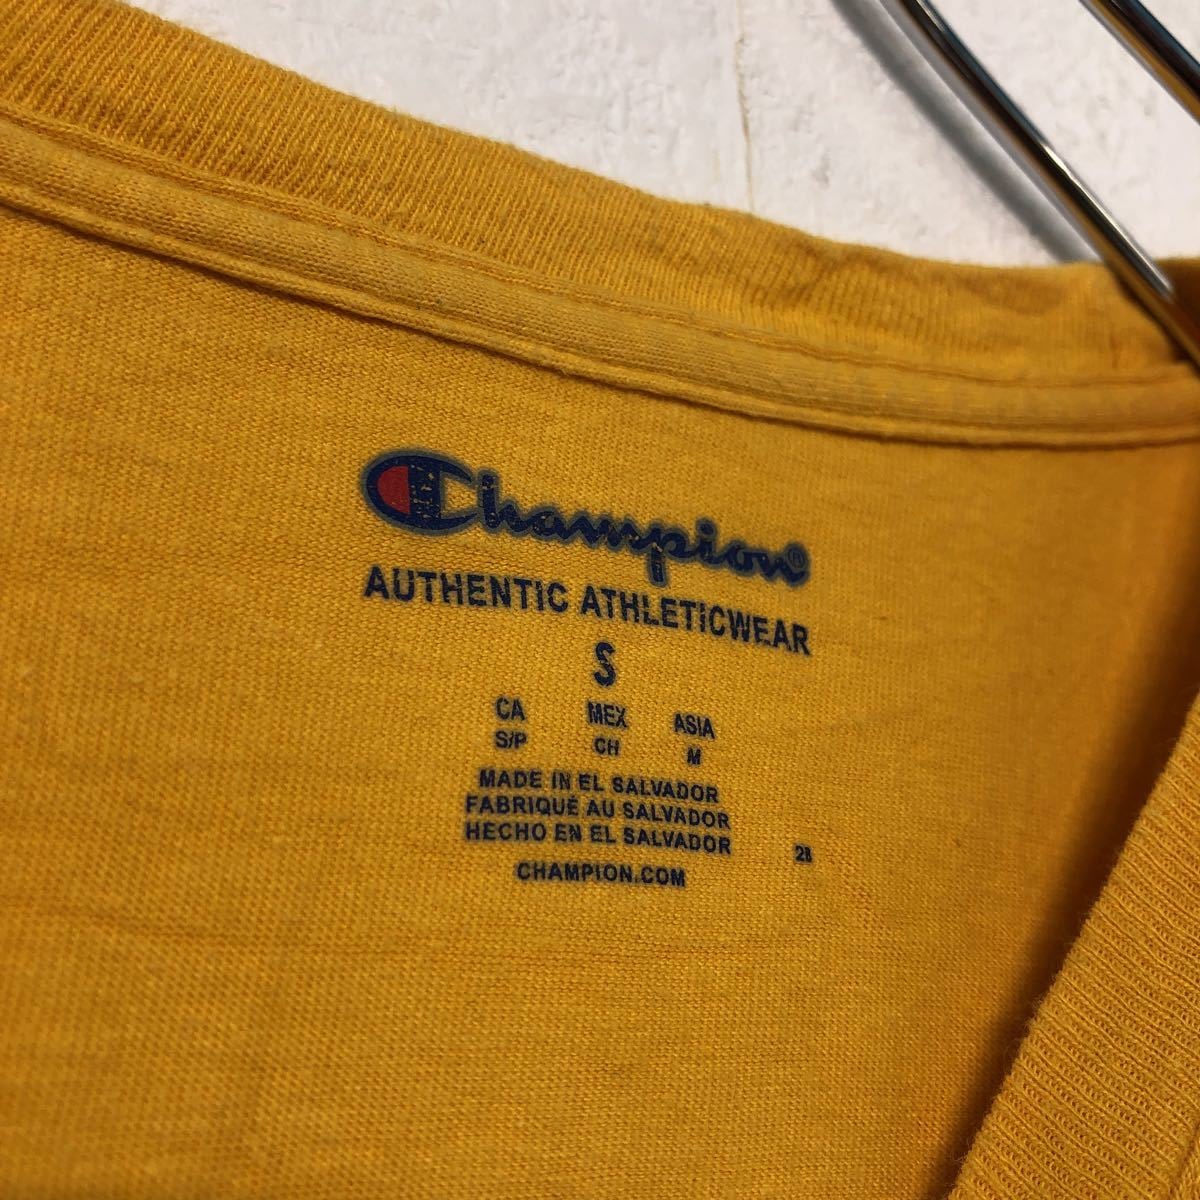 Champion®
AUTHENTIC ATHLETICWEAR
S
CA MEX ASIA
S/P CH M
MADE IN EL SALVADOR
FABRIQUÉ AU SALVADOR
HECHO EN EL SALVADOR
CHAMPION.COM